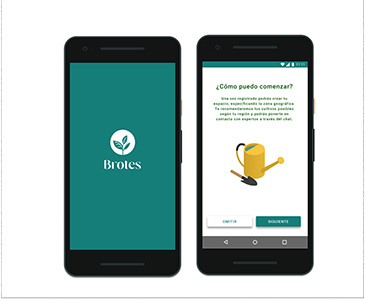 Brotes
¿Cómo puedo comenzar?
Una vez registrado podrás crear tu
espacio, especificando la zona geográfica.
Te recomendaremos los cultivos posibles
según tu región y podrás ponerte en
contacto con expertos a través del chat.
OMITIR
SIGUIENTE